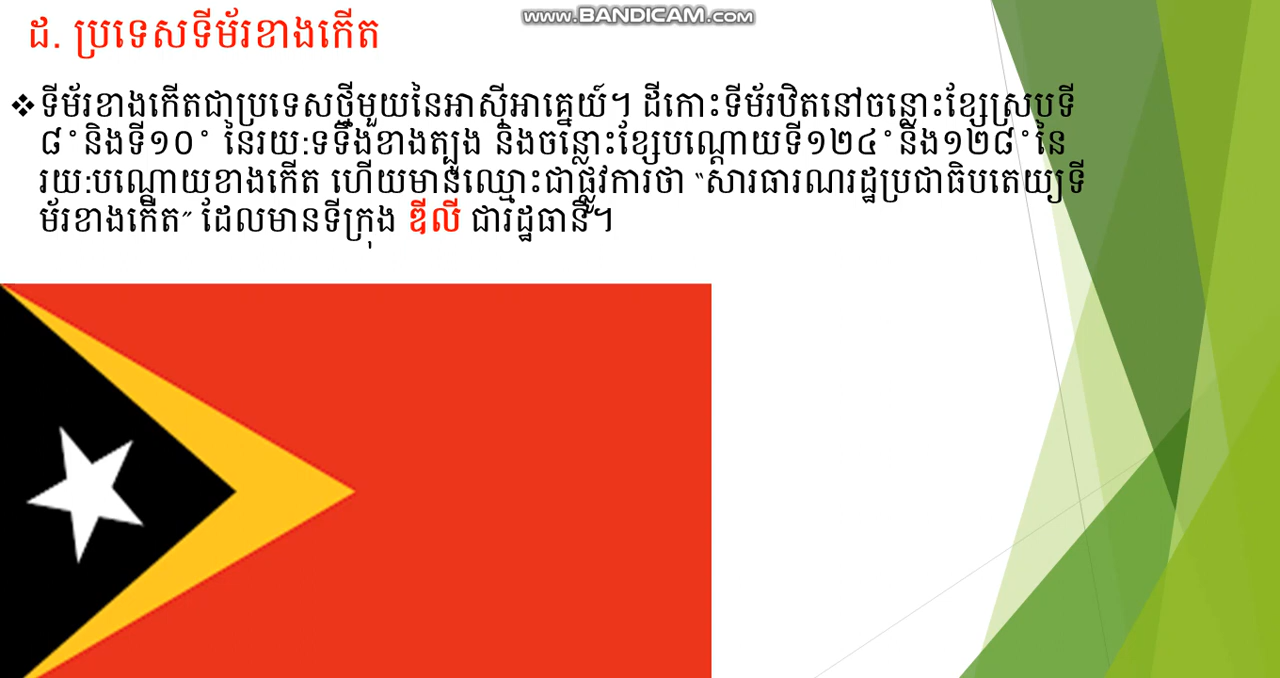 www.BANDICAM.com
ដ. ប្រទេសទីម័រខាងកើត
❖ ទីម័រខាងកើតជាប្រទេសថ្មីមួយនៃអាស៊ីអាគ្នេយ៍។ ដីកោះទីម័រឋិតនៅចន្លោះខ្សែស្របទី
៨°និងទី១០° នៃរយ:ទទឹងខាងត្បូង និងចន្លោះខ្សែបណ្តោយទី១២៤°និង១២៨°នៃ
រយ:បណ្តោយខាងកើត ហើយមានឈ្មោះជាផ្លូវការថា “សារធារណរដ្ឋប្រជាធិបតេយ្យទី
ម័រខាងកើត” ដែលមានទីក្រុង ឌីលី ជារដ្ឋធានី។